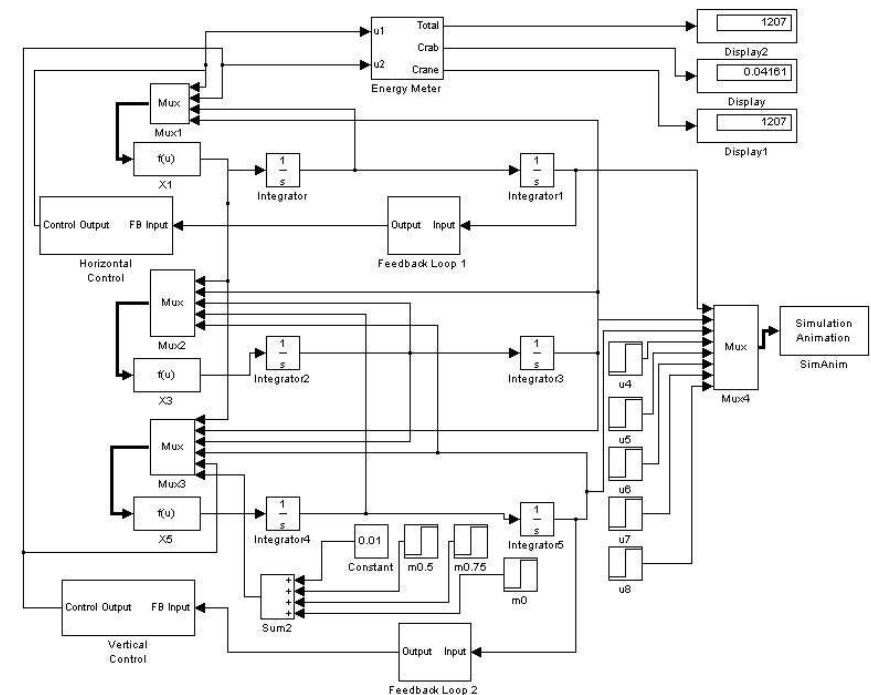 Total
1207
u1
Crab
Display2
u2
Crane
0.04161
Energy Meter
Display
Mux
1207
Mux1
Display1
f(u)
1
s
1
s
X1
Integrator
Integrator1
Control Output
FB Input
Output
Input
Horizontal
Control
Feedback Loop 1
Mux
Mux2
Simulation
Animation
Mux
SimAnim
Mux4
f(u)
1
s
1
s
u4
X3
Integrator2
Integrator3
Mux
Mux3
u5
u6
f(u)
1
s
1
s
X5
Integrator4
Integrator5
u7
0.01
Constant
m0.5
m0.75
+
+
+
+
m0
u8
Sum2
Control Output
FB Input
Vertical
Control
Output
Input
Feedback Loop 2